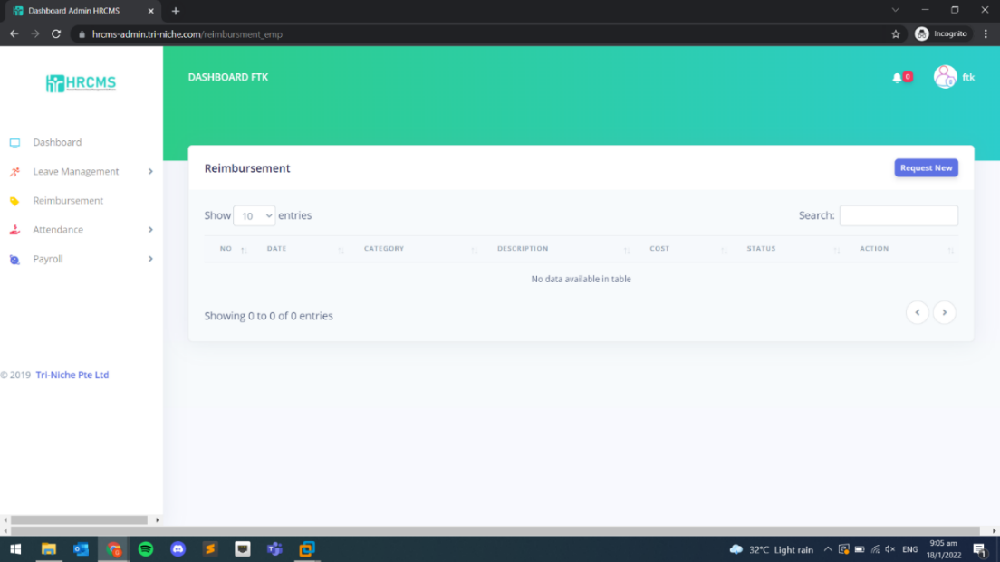 Dashboard Admin HRCMS
hrcms-admin.tri-niche.com/reimbursment_emp
Incognito
HRCMS
DASHBOARD FTK
0
ftk
Dashboard
Leave Management
Reimbursement
Attendance
Payroll
© 2019 Tri-Niche Pte Ltd
Reimbursement
Request New
Show 10 entries
Search:
NO DATE CATEGORY DESCRIPTION COST STATUS ACTION
No data available in table
Showing 0 to 0 of 0 entries
32°C Light rain
ENG
9:05 am
18/1/2022
1